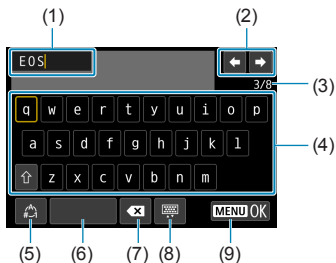 (1) (2)
EOS
3/8 (3)
q w e r t y u i o p
a s d f g h j k l (4)
z x c v b n m
MENU OK
(5) (6) (7) (8) (9)